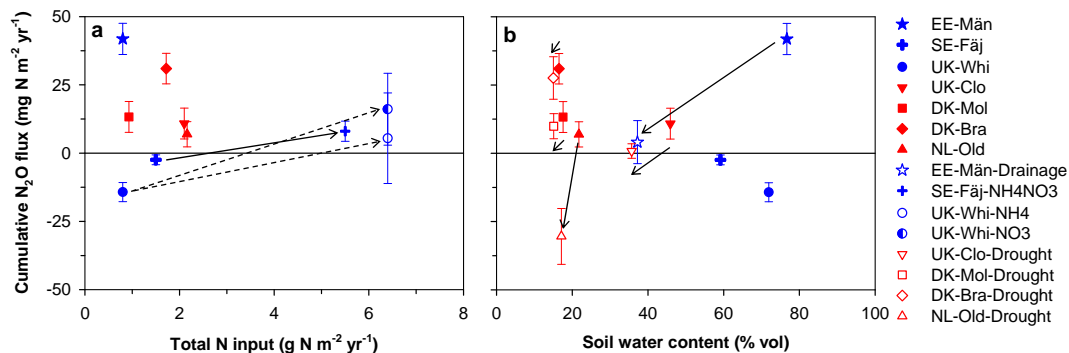 Cumulative N2O flux (mg N m-2 yr-1)
50
25
0
-25
-50
a
0
2
4
6
8
Total N input (g N m-2 yr-1)
b
0
20
40
60
80
100
Soil water content (% vol)
EE-Män
SE-Fäj
UK-Whi
UK-Clo
DK-Mol
DK-Bra
NL-Old
EE-Män-Drainage
SE-Fäj-NH4NO3
UK-Whi-NH4
UK-Whi-NO3
UK-Clo-Drought
DK-Mol-Drought
DK-Bra-Drought
NL-Old-Drought